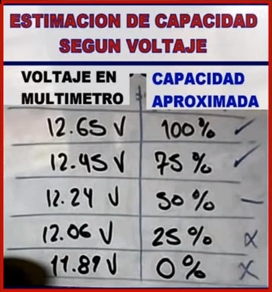 ESTIMACION DE CAPACIDAD
SEGUN VOLTAJE
VOLTAJE EN MULTIMETRO CAPACIDAD APROXIMADA
12.65 V 100% ✓
12.45 V 75% ✓
12.24 V 50% –
12.06 V 25% x
11.89 V 0% x